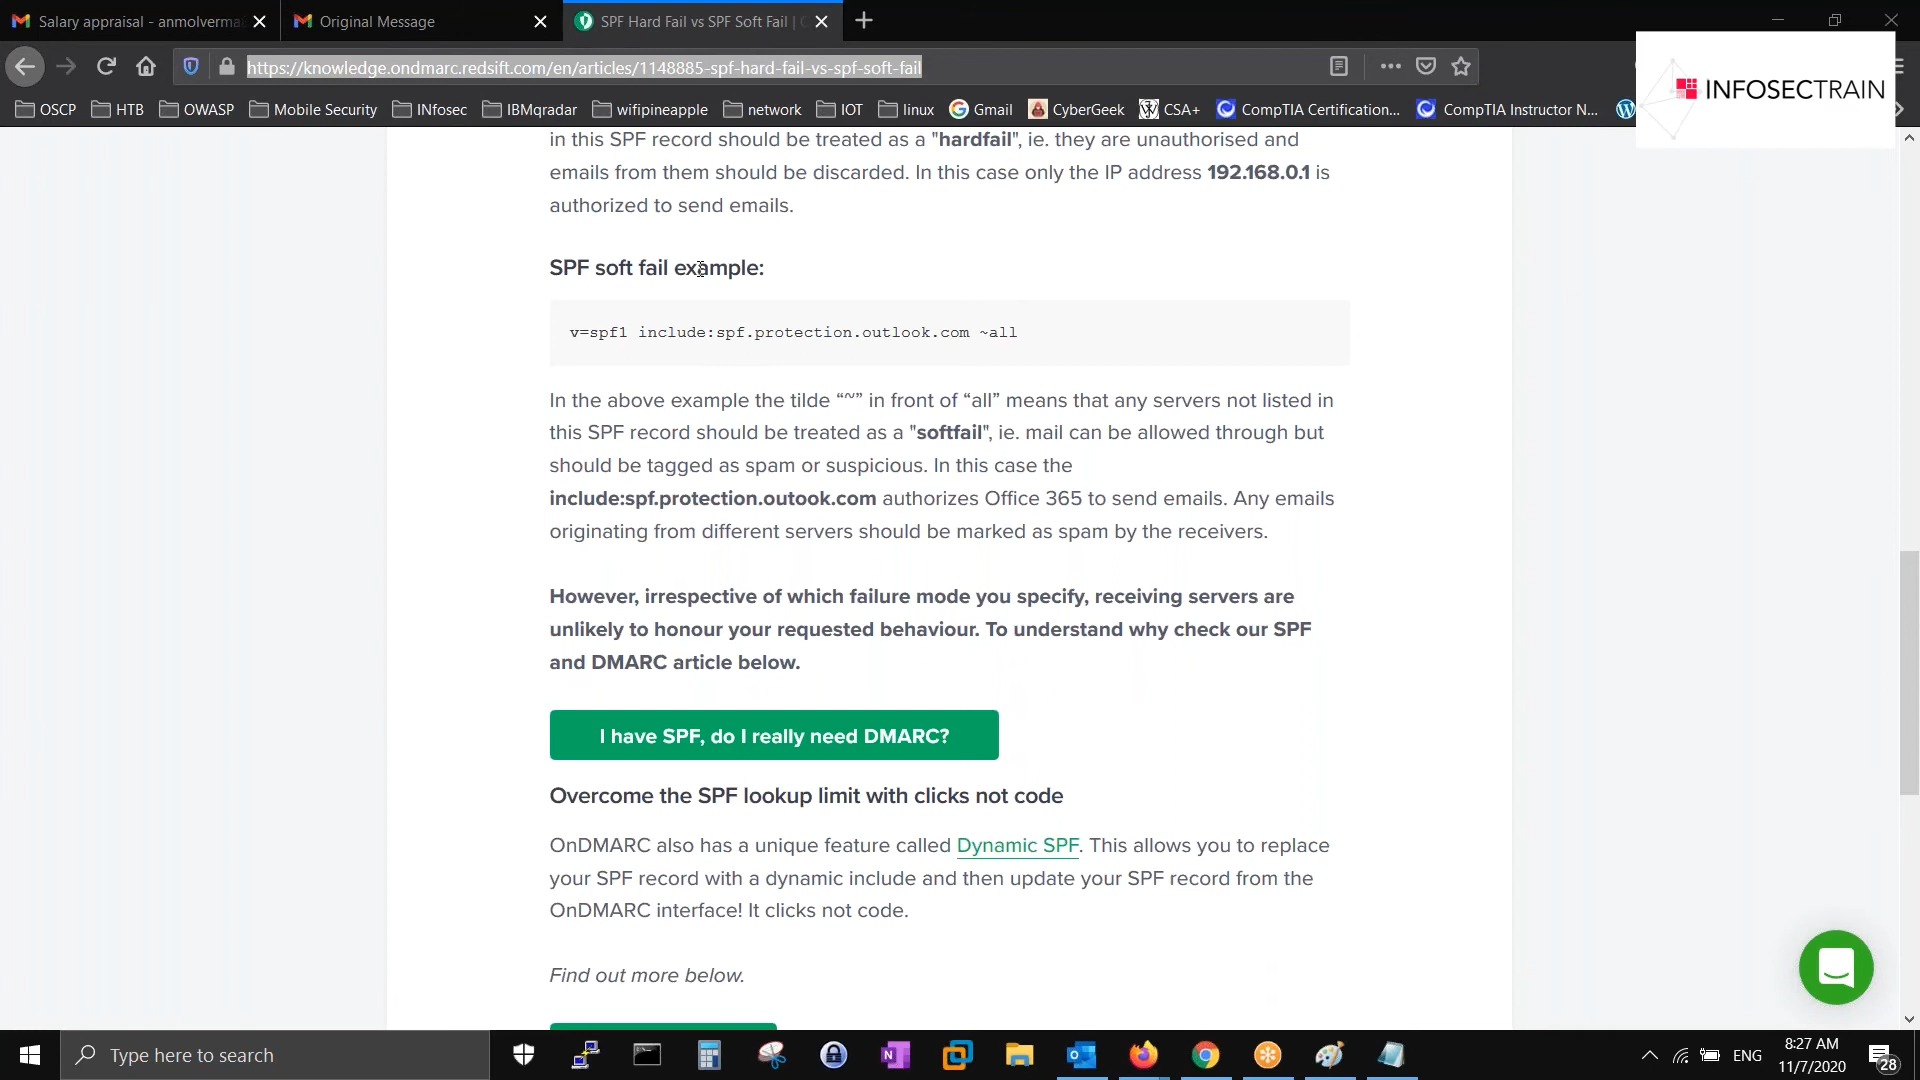 Salary appraisal - anmolverma
Original Message
SPF Hard Fail vs SPF Soft Fail |
https://knowledge.ondmarc.redsift.com/en/articles/1148885-spf-hard-fail-vs-spf-soft-fail
OSCP HTB OWASP Mobile Security INfosec IBMqradar wifipineapple network IOT linux Gmail CyberGeek CSA+ CompTIA Certification... CompTIA Instructor N...
INFOSECTRAIN
in this SPF record should be treated as a "hardfail", ie. they are unauthorised and
emails from them should be discarded. In this case only the IP address 192.168.0.1 is
authorized to send emails.
SPF soft fail example:
v=spf1 include:spf.protection.outlook.com ~all
In the above example the tilde “~” in front of “all” means that any servers not listed in
this SPF record should be treated as a "softfail", ie. mail can be allowed through but
should be tagged as spam or suspicious. In this case the
include:spf.protection.outook.com authorizes Office 365 to send emails. Any emails
originating from different servers should be marked as spam by the receivers.
However, irrespective of which failure mode you specify, receiving servers are
unlikely to honour your requested behaviour. To understand why check our SPF
and DMARC article below.
I have SPF, do I really need DMARC?
Overcome the SPF lookup limit with clicks not code
OnDMARC also has a unique feature called Dynamic SPF. This allows you to replace
your SPF record with a dynamic include and then update your SPF record from the
OnDMARC interface! It clicks not code.
Find out more below.
Type here to search
ENG
8:27 AM
11/7/2020
28